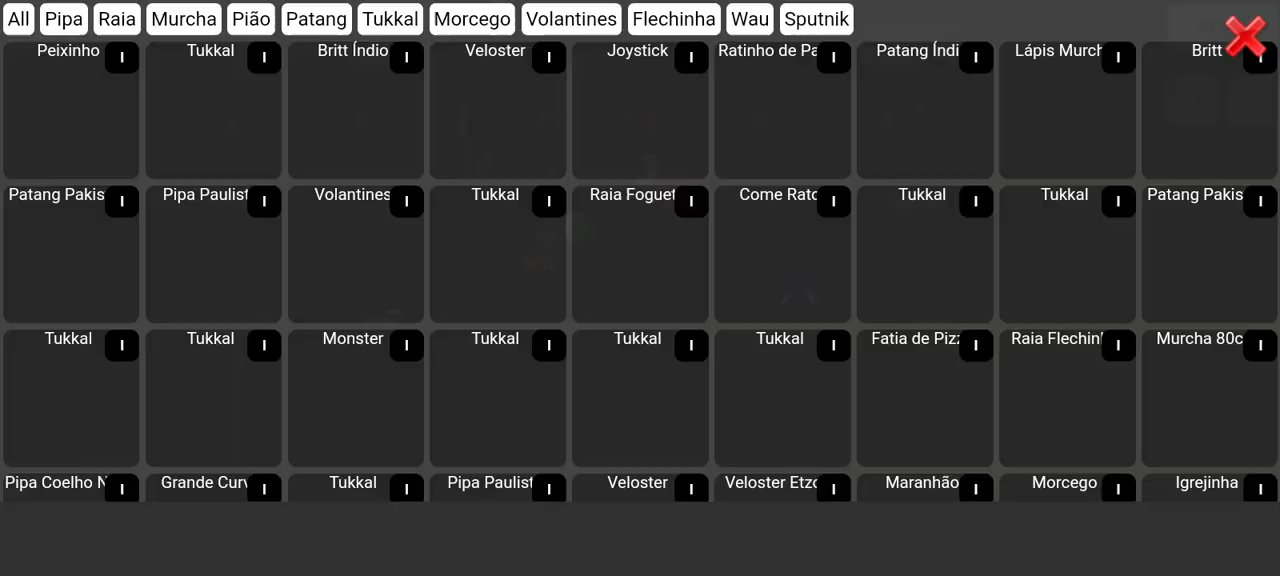 All Pipa Raia Murcha Pião Patang Tukkal Morcego Volantines Flechinha Wau Sputnik
Peixinho I Tukkal I Britt Índio I Veloster I Joystick I Ratinho de Pa I Patang Índi I Lápis Murch I Britt I
Patang Pakis I Pipa Paulist I Volantines I Tukkal I Raia Foguet I Come Rato I Tukkal I Tukkal I Patang Pakis I
Tukkal I Tukkal I Monster I Tukkal I Tukkal I Tukkal I Fatia de Pizz I Raia Flechinh I Murcha 80c I
Pipa Coelho N I Grande Curv I Tukkal I Pipa Paulist I Veloster I Veloster Etzo I Maranhão I Morcego I Igrejinha I